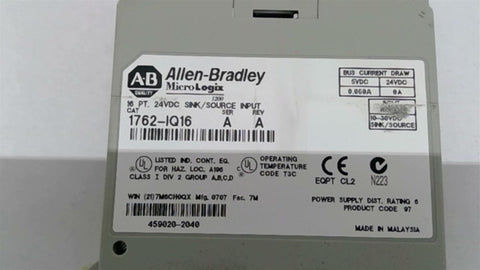 A-B
QUALITY
Allen-Bradley
MicroLogix
1200
16 PT. 24VDC SINK/SOURCE INPUT
CAT SER REV
1762-IQ16 A A
BUS CURRENT DRAW
5VDC 24VDC
0.060A 0A
INPUT
10-30VDC
SINK/SOURCE
UL LISTED IND. CONT. EQ.
FOR HAZ. LOC. A196
CLASS I DIV 2 GROUP A,B,C,D
OPERATING
TEMPERATURE
CODE T3C
CE
EQPT CL2
N223
WIN (21)7M6CH0QX Mfg. 0707 Fac. 7M
POWER SUPPLY DIST. RATING 6
PRODUCT CODE 97
459020-2040
MADE IN MALAYSIA